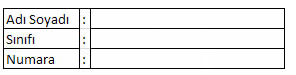 Adı Soyadı :
Sınıfı :
Numara :